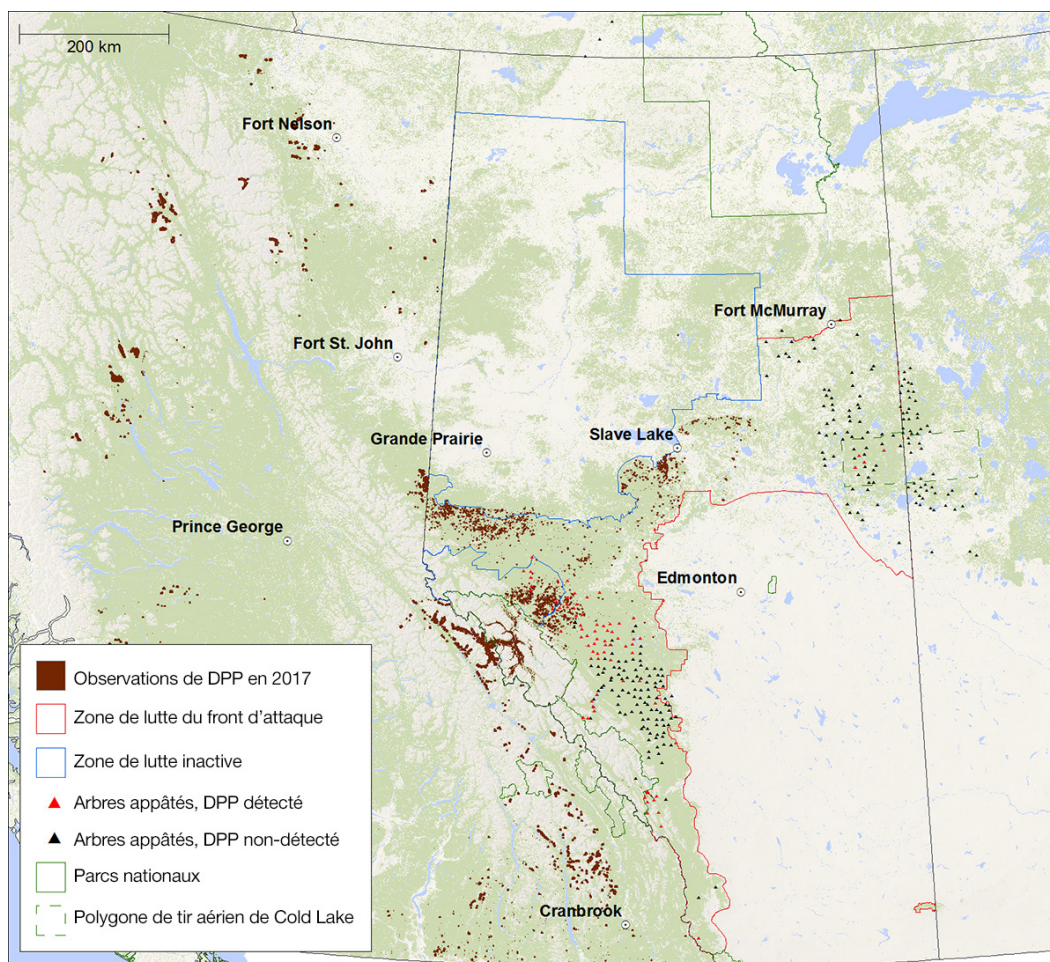 200 km
Fort Nelson
Fort McMurray
Fort St. John
Grande Prairie
Slave Lake
Prince George
Edmonton
Cranbrook
Observations de DPP en 2017
Zone de lutte du front d'attaque
Zone de lutte inactive
Arbres appâtés, DPP détecté
Arbres appâtés, DPP non-détecté
Parcs nationaux
Polygone de tir aérien de Cold Lake